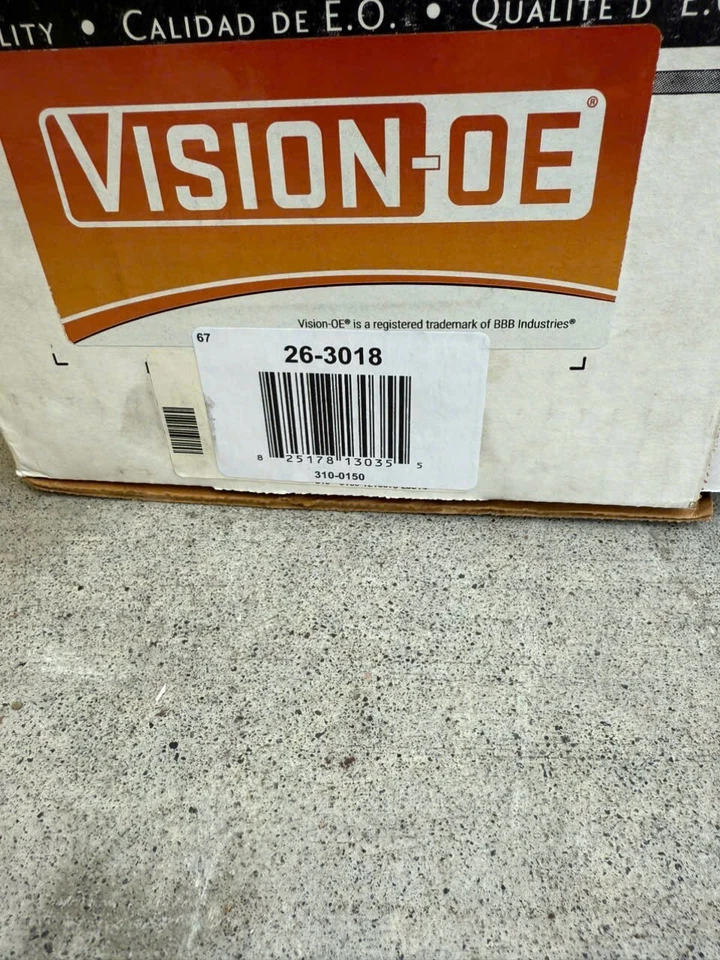 LITY • CALIDAD DE E.O. • QUALITÉ D'E.
VISION-OE®
Vision-OE® is a registered trademark of BBB Industries®
67
26-3018
8 25178 13035 5
310-0150